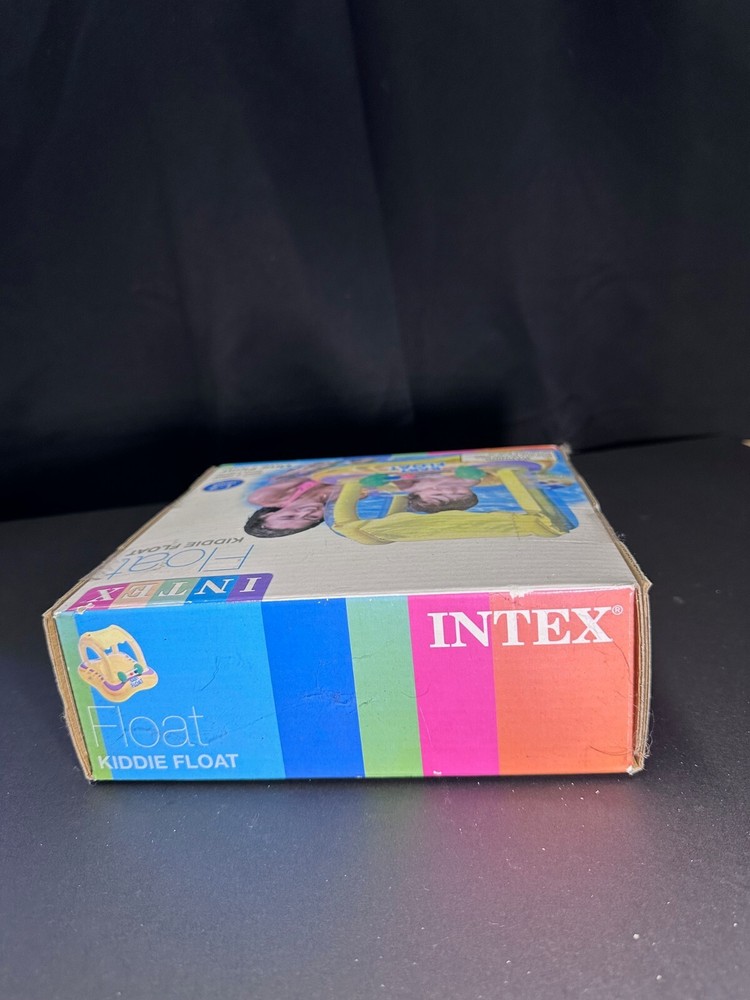 INTEX
Float
KIDDIE FLOAT
INTEX®
Float
KIDDIE FLOAT